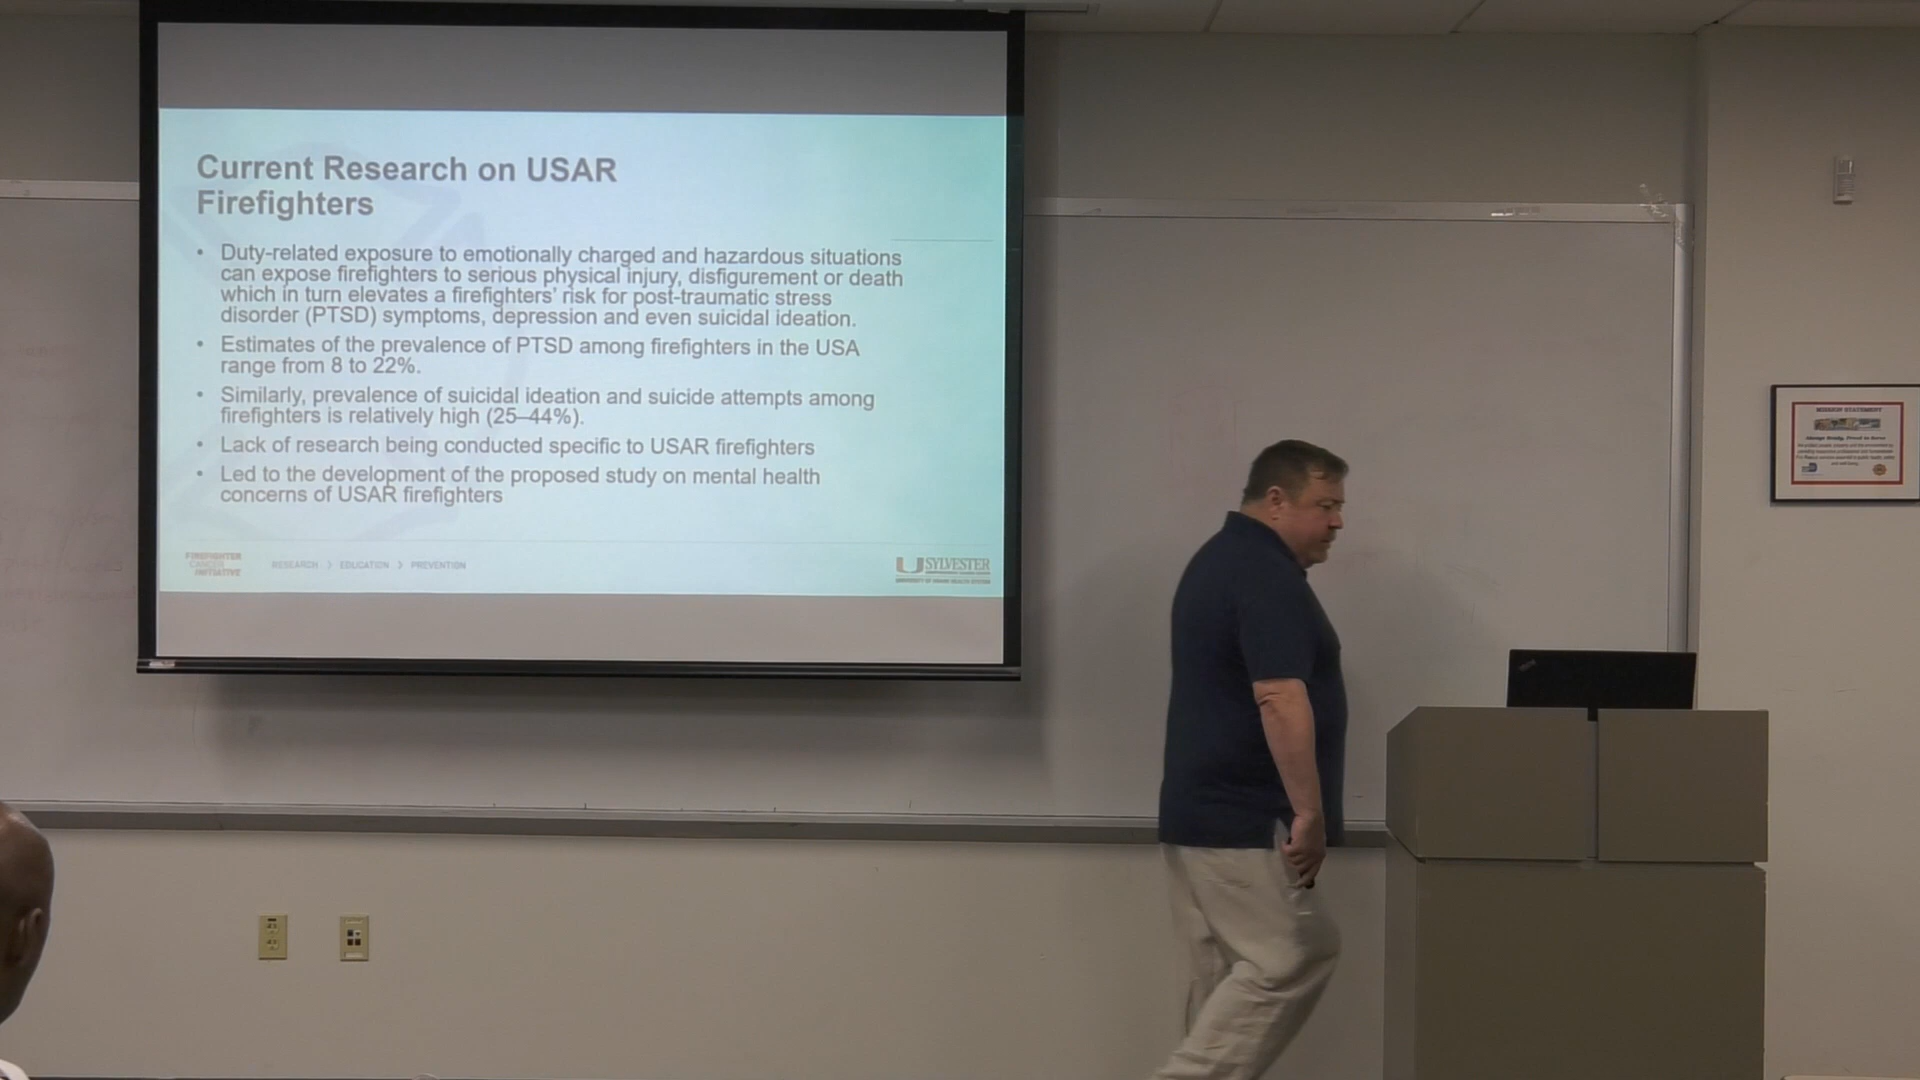 Current Research on USAR
Firefighters
• Duty-related exposure to emotionally charged and hazardous situations
can expose firefighters to serious physical injury, disfigurement or death
which in turn elevates a firefighters' risk for post-traumatic stress
disorder (PTSD) symptoms, depression and even suicidal ideation.
• Estimates of the prevalence of PTSD among firefighters in the USA
range from 8 to 22%.
• Similarly, prevalence of suicidal ideation and suicide attempts among
firefighters is relatively high (25–44%).
• Lack of research being conducted specific to USAR firefighters
• Led to the development of the proposed study on mental health
concerns of USAR firefighters
FIREFIGHTER
CANCER
INITIATIVE
RESEARCH > EDUCATION > PREVENTION
SYLVESTER
UNIVERSITY OF MIAMI HEALTH SYSTEM
MISSION STATEMENT
Always Ready, Proud to Serve